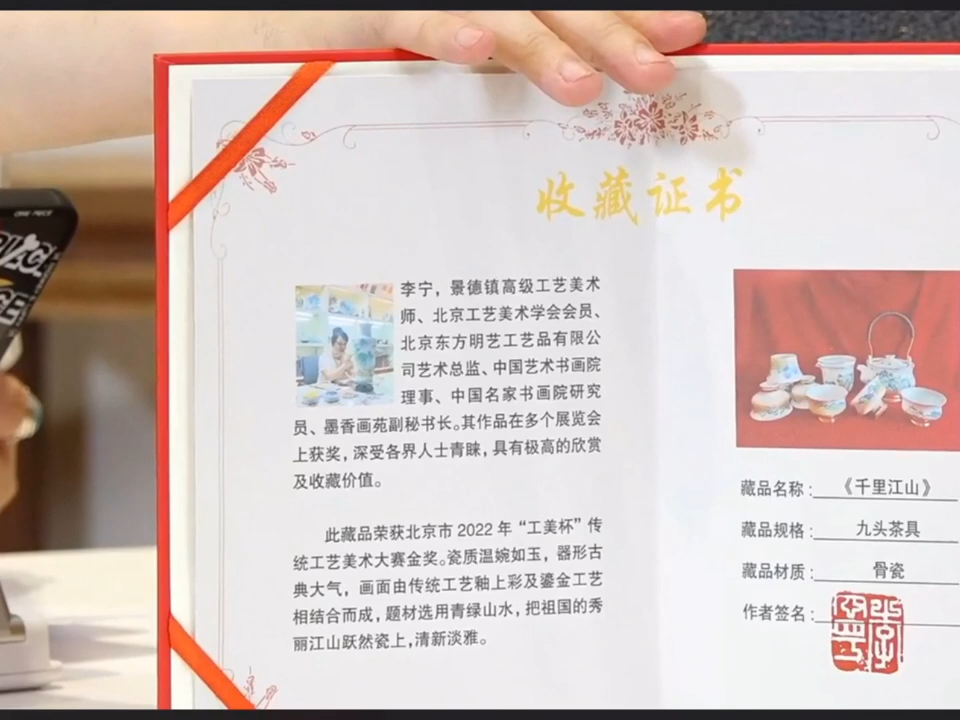 收藏证书
李宁，景德镇高级工艺美术
师、北京工艺美术学会会员、
北京东方明艺工艺品有限公
司艺术总监、中国艺术书画院
理事、中国名家书画院研究
员、墨香画苑副秘书长。其作品在多个展览会
上获奖，深受各界人士青睐，具有极高的欣赏
及收藏价值。
此藏品荣获北京市 2022 年“工美杯”传
统工艺美术大赛金奖。瓷质温婉如玉，器形古
典大气，画面由传统工艺釉上彩及鎏金工艺
相结合而成，题材选用青绿山水，把祖国的秀
丽江山跃然瓷上，清新淡雅。
藏品名称：《千里江山》
藏品规格：九头茶具
藏品材质：骨瓷
作者签名：
ONE PIECE